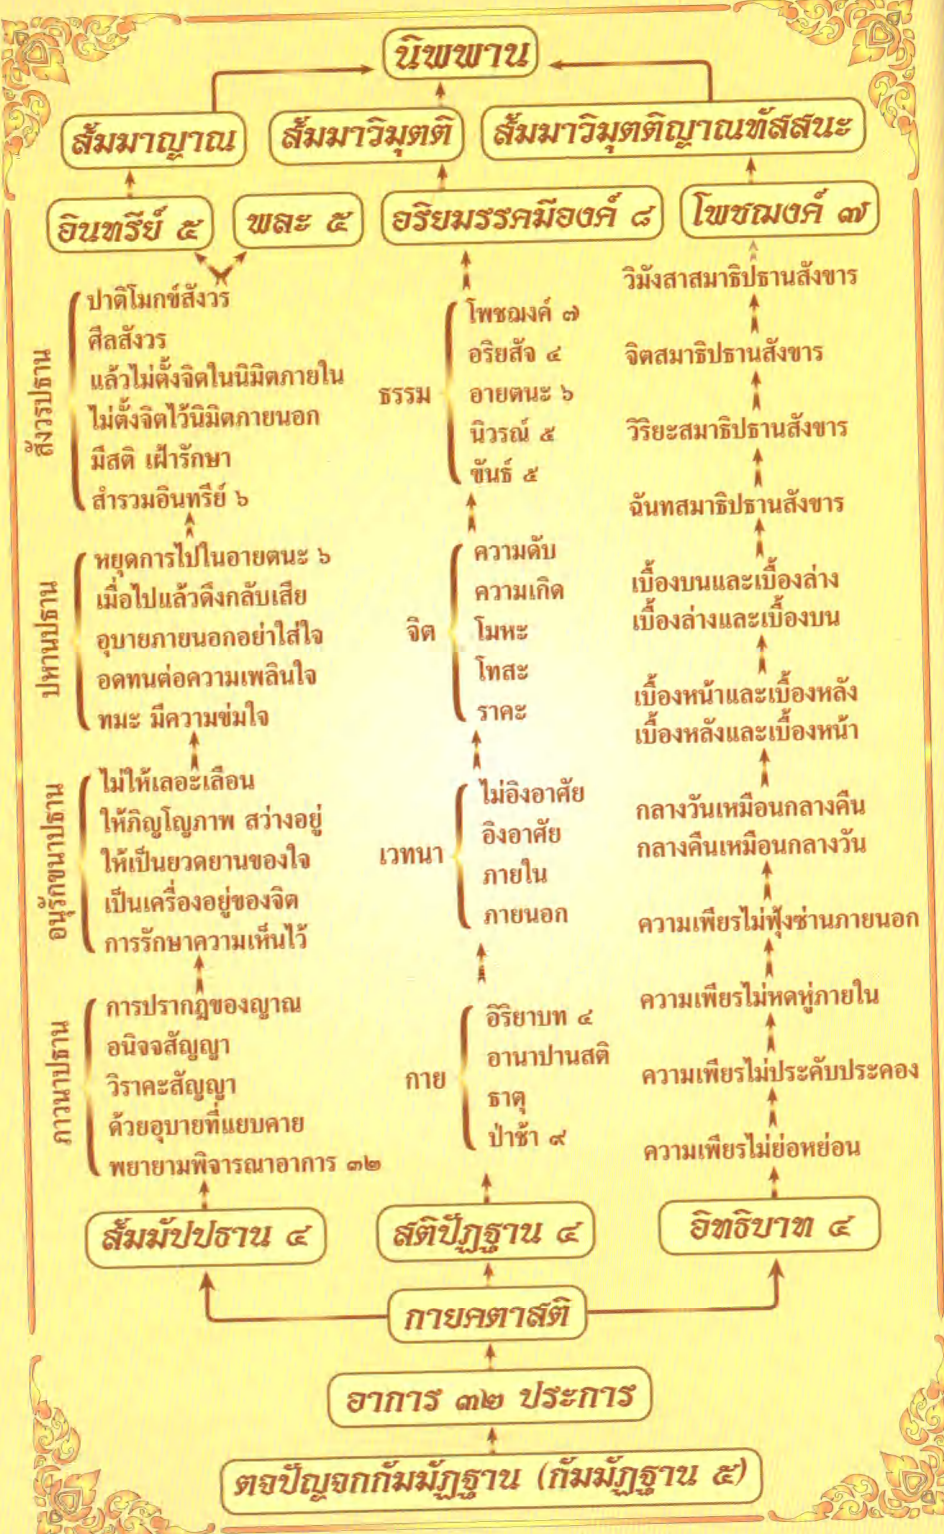 นิพพาน
สัมมาญาณ
สัมมาวิมุตติ
สัมมาวิมุตติญาณทัสสนะ
อินทรีย์ ๕
พละ ๕
อริยมรรคมีองค์ ๘
โพชฌงค์ ๗
สังวรปธาน
ปาติโมกข์สังวร
ศีลสังวร
แล้วไม่ตั้งจิตในนิมิตภายใน
ไม่ตั้งจิตไว้นิมิตภายนอก
มีสติ เฝ้ารักษา
สำรวมอินทรีย์ ๖
ปหานปธาน
หยุดการไปในอายตนะ ๖
เมื่อไปแล้วดึงกลับเสีย
อุบายภายนอกอย่าใส่ใจ
อดทนต่อความเพลินใจ
ทมะ มีความข่มใจ
อนุรักขนาปธาน
ไม่ให้เลอะเลือน
ให้ภิญโญภาพ สว่างอยู่
ให้เป็นยวดยานของใจ
เป็นเครื่องอยู่ของจิต
การรักษาความเห็นไว้
ภาวนาปธาน
การปรากฏของญาณ
อนิจจสัญญา
วิราคะสัญญา
ด้วยอุบายที่แยบคาย
พยายามพิจารณาอาการ ๓๒
สัมมัปปธาน ๔
ธรรม
โพชฌงค์ ๗
อริยสัจ ๔
อายตนะ ๖
นิวรณ์ ๕
ขันธ์ ๕
จิต
ความดับ
ความเกิด
โมหะ
โทสะ
ราคะ
เวทนา
ไม่อิงอาศัย
อิงอาศัย
ภายใน
ภายนอก
กาย
อิริยาบท ๔
อานาปานสติ
ธาตุ
ป่าช้า ๙
สติปัฏฐาน ๔
วิมังสาสมาธิปธานสังขาร
จิตสมาธิปธานสังขาร
วิริยะสมาธิปธานสังขาร
ฉันทสมาธิปธานสังขาร
เบื้องบนและเบื้องล่าง
เบื้องล่างและเบื้องบน
เบื้องหน้าและเบื้องหลัง
เบื้องหลังและเบื้องหน้า
กลางวันเหมือนกลางคืน
กลางคืนเหมือนกลางวัน
ความเพียรไม่ฟุ้งซ่านภายนอก
ความเพียรไม่หดหู่ภายใน
ความเพียรไม่ประคับประคอง
ความเพียรไม่ย่อหย่อน
อิทธิบาท ๔
กายคตาสติ
อาการ ๓๒ ประการ
ตจปัญจกกัมมัฏฐาน (กัมมัฏฐาน ๕)